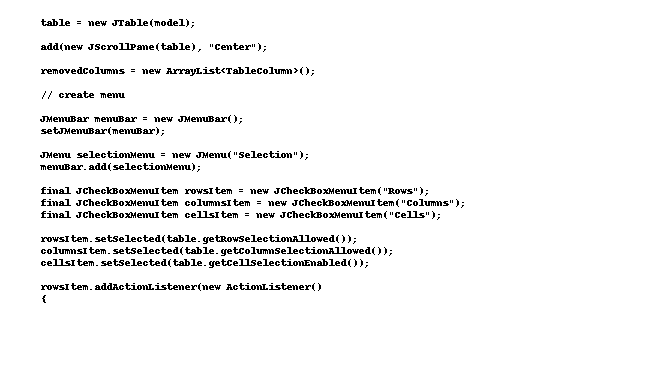 table = new JTable(model);
add(new JScrollPane(table), "Center");
removedColumns = new ArrayList<TableColumn>();
// create menu
JMenuBar menuBar = new JMenuBar();
setJMenuBar(menuBar);
JMenu selectionMenu = new JMenu("Selection");
menuBar.add(selectionMenu);
final JCheckBoxMenuItem rowsItem = new JCheckBoxMenuItem("Rows");
final JCheckBoxMenuItem columnsItem = new JCheckBoxMenuItem("Columns");
final JCheckBoxMenuItem cellsItem = new JCheckBoxMenuItem("Cells");
rowsItem.setSelected(table.getRowSelectionAllowed());
columnsItem.setSelected(table.getColumnSelectionAllowed());
cellsItem.setSelected(table.getCellSelectionEnabled());
rowsItem.addActionListener(new ActionListener()
{